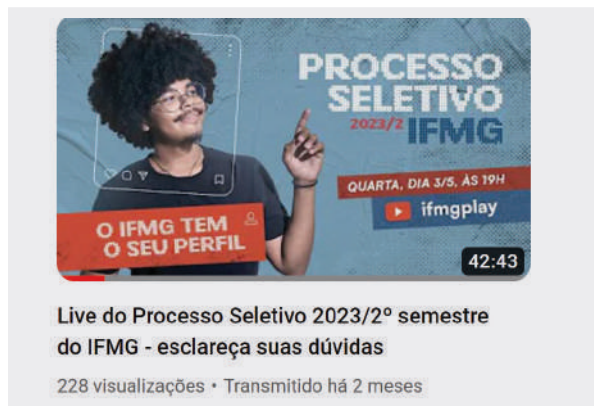 PROCESSO
SELETIVO
2023/2 IFMG
QUARTA, DIA 3/5, ÀS 19H
ifmgplay
O IFMG TEM
O SEU PERFIL
42:43
Live do Processo Seletivo 2023/2º semestre
do IFMG - esclareça suas dúvidas
228 visualizações • Transmitido há 2 meses